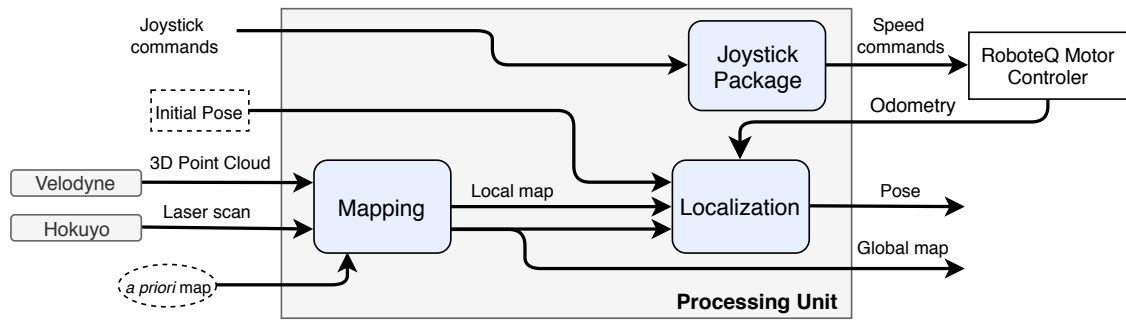 Joystick
commands
Joystick
Package
Speed
commands
RoboteQ Motor
Controler
Initial Pose
Odometry
3D Point Cloud
Velodyne
Mapping
Local map
Localization
Pose
Laser scan
Hokuyo
Global map
a priori map
Processing Unit